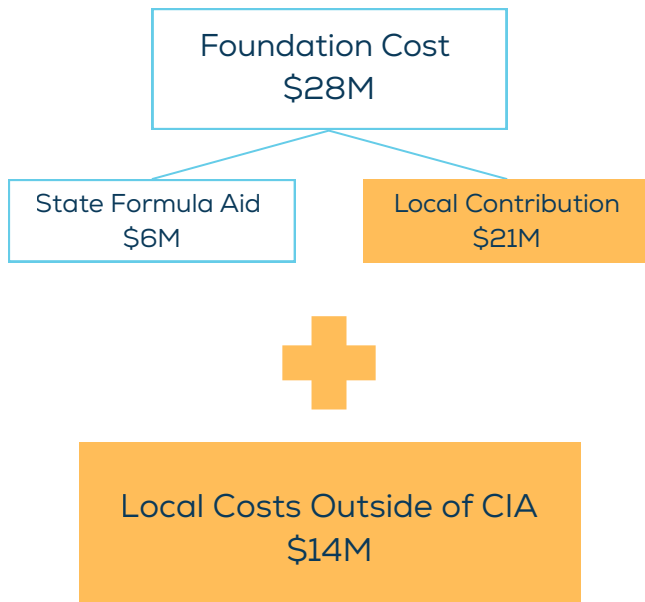 Foundation Cost
$28M
State Formula Aid
$6M
Local Contribution
$21M
Local Costs Outside of CIA
$14M